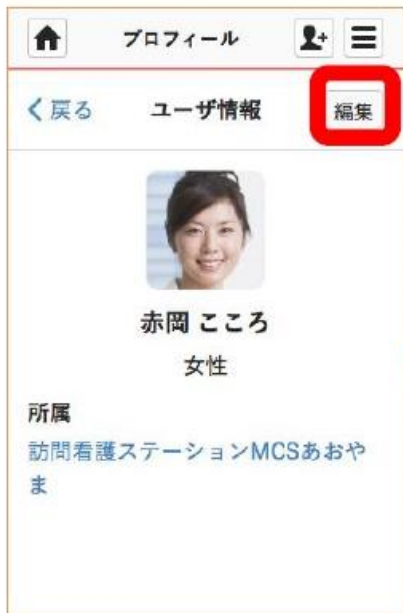 プロフィール
戻る ユーザ情報 編集
赤岡 こころ
女性
所属
訪問看護ステーションMCSあおや
ま